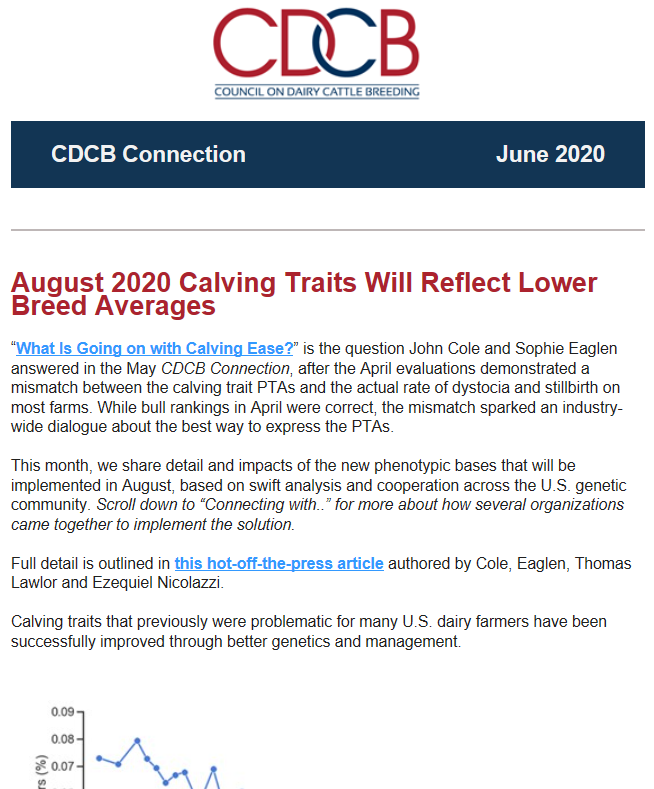 CDCB
COUNCIL ON DAIRY CATTLE BREEDING
CDCB Connection June 2020
August 2020 Calving Traits Will Reflect Lower
Breed Averages
“What Is Going on with Calving Ease?” is the question John Cole and Sophie Eaglen
answered in the May CDCB Connection, after the April evaluations demonstrated a
mismatch between the calving trait PTAs and the actual rate of dystocia and stillbirth on
most farms. While bull rankings in April were correct, the mismatch sparked an industry-
wide dialogue about the best way to express the PTAs.
This month, we share detail and impacts of the new phenotypic bases that will be
implemented in August, based on swift analysis and cooperation across the U.S. genetic
community. Scroll down to “Connecting with..” for more about how several organizations
came together to implement the solution.
Full detail is outlined in this hot-off-the-press article authored by Cole, Eaglen, Thomas
Lawlor and Ezequiel Nicolazzi.
Calving traits that previously were problematic for many U.S. dairy farmers have been
successfully improved through better genetics and management.
0.09
0.08
0.07
(%)